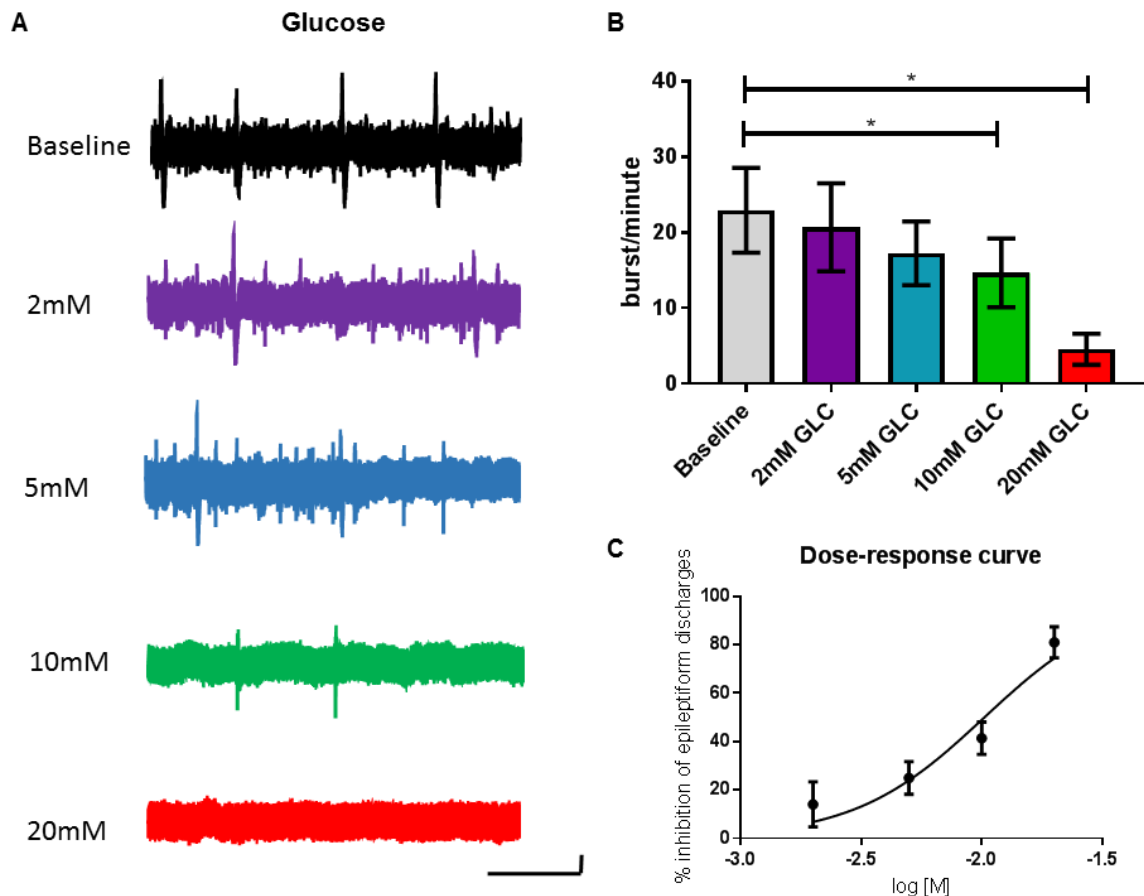 A
Glucose
Baseline
2mM
5mM
10mM
20mM
B
40
30
20
10
0
burst/minute
*
*
Baseline
2mM GLC
5mM GLC
10mM GLC
20mM GLC
C
Dose-response curve
% inhibition of epileptiform discharges
100
80
60
40
20
0
-3.0
-2.5
-2.0
-1.5
log [M]